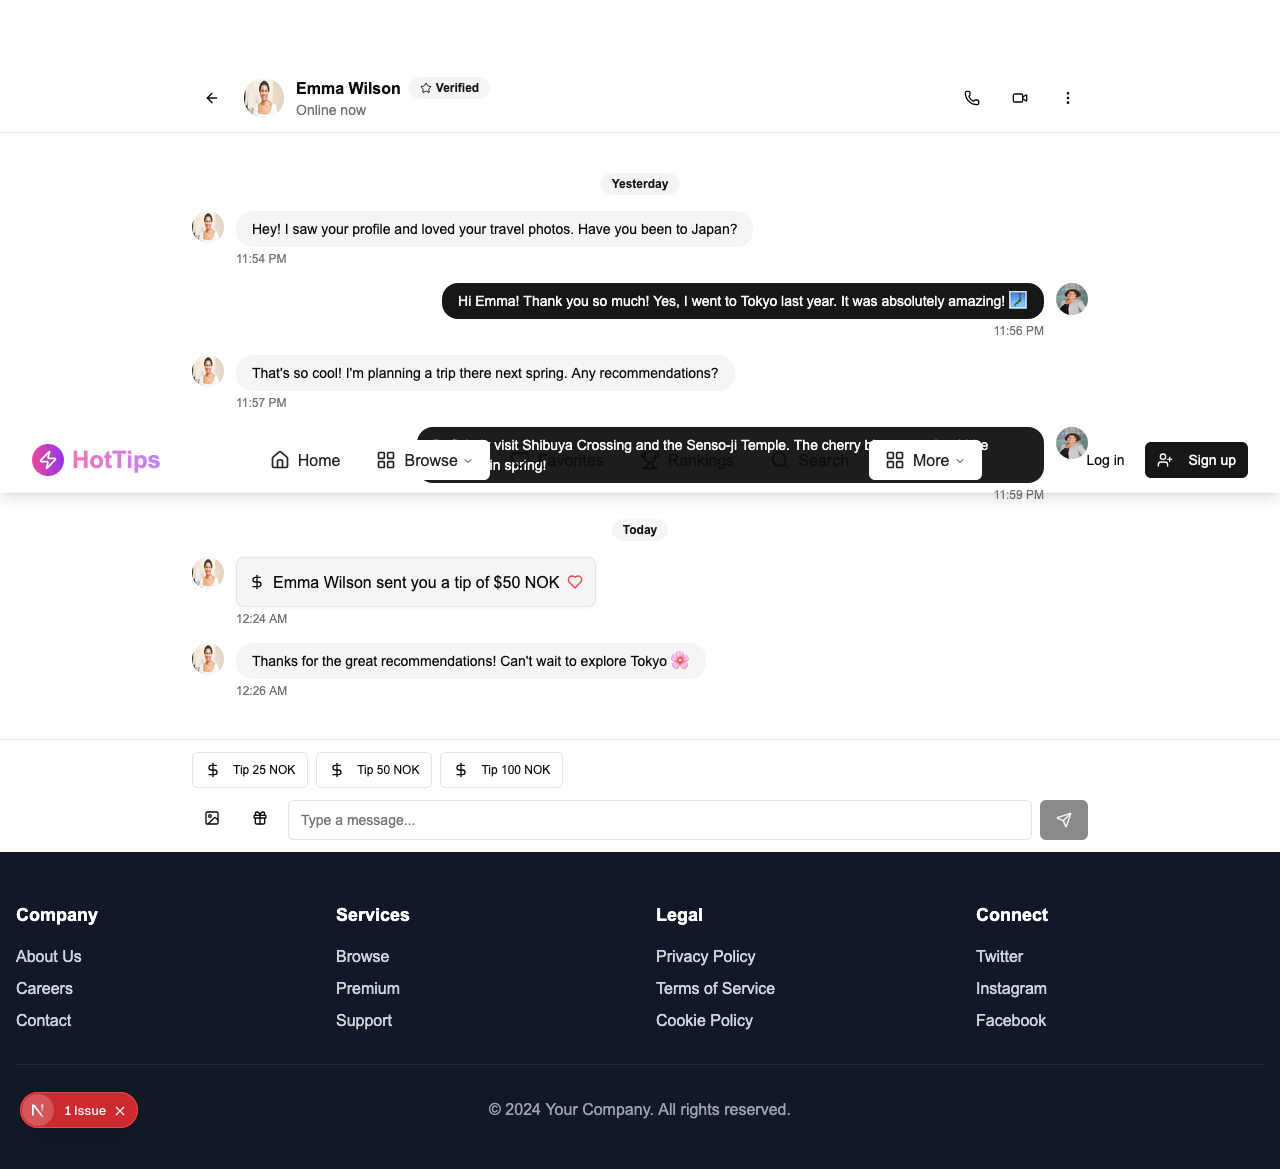 Emma Wilson
Verified
Online now
Yesterday
Hey! I saw your profile and loved your travel photos. Have you been to Japan?
11:54 PM
Hi Emma! Thank you so much! Yes, I went to Tokyo last year. It was absolutely amazing! 🗾
11:56 PM
That's so cool! I'm planning a trip there next spring. Any recommendations?
11:57 PM
visit Shibuya Crossing and the Senso-ji Temple. The cherry
in spring!
HotTips
Home
Browse
Favorites
Rankings
Search
More
Log in
Sign up
11:59 PM
Today
$ Emma Wilson sent you a tip of $50 NOK
12:24 AM
Thanks for the great recommendations! Can't wait to explore Tokyo 🌸
12:26 AM
$ Tip 25 NOK
$ Tip 50 NOK
$ Tip 100 NOK
Type a message...
Company
About Us
Careers
Contact
Services
Browse
Premium
Support
Legal
Privacy Policy
Terms of Service
Cookie Policy
Connect
Twitter
Instagram
Facebook
N 1 Issue
© 2024 Your Company. All rights reserved.